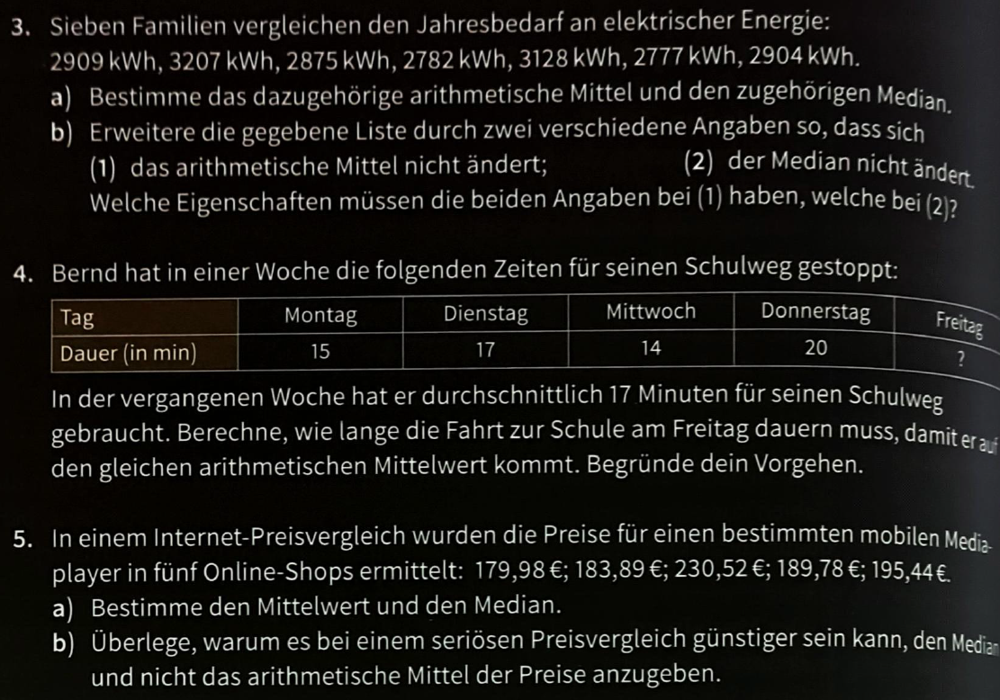 3. Sieben Familien vergleichen den Jahresbedarf an elektrischer Energie:
2909 kWh, 3207 kWh, 2875 kWh, 2782 kWh, 3128 kWh, 2777 kWh, 2904 kWh.
a) Bestimme das dazugehörige arithmetische Mittel und den zugehörigen Median.
b) Erweitere die gegebene Liste durch zwei verschiedene Angaben so, dass sich
(1) das arithmetische Mittel nicht ändert; (2) der Median nicht ändert.
Welche Eigenschaften müssen die beiden Angaben bei (1) haben, welche bei (2)?
4. Bernd hat in einer Woche die folgenden Zeiten für seinen Schulweg gestoppt:
Tag Montag Dienstag Mittwoch Donnerstag Freitag
Dauer (in min) 15 17 14 20 ?
In der vergangenen Woche hat er durchschnittlich 17 Minuten für seinen Schulweg
gebraucht. Berechne, wie lange die Fahrt zur Schule am Freitag dauern muss, damit er auf
den gleichen arithmetischen Mittelwert kommt. Begründe dein Vorgehen.
5. In einem Internet-Preisvergleich wurden die Preise für einen bestimmten mobilen Media-
player in fünf Online-Shops ermittelt: 179,98 €; 183,89 €; 230,52 €; 189,78 €; 195,44 €.
a) Bestimme den Mittelwert und den Median.
b) Überlege, warum es bei einem seriösen Preisvergleich günstiger sein kann, den Median
und nicht das arithmetische Mittel der Preise anzugeben.